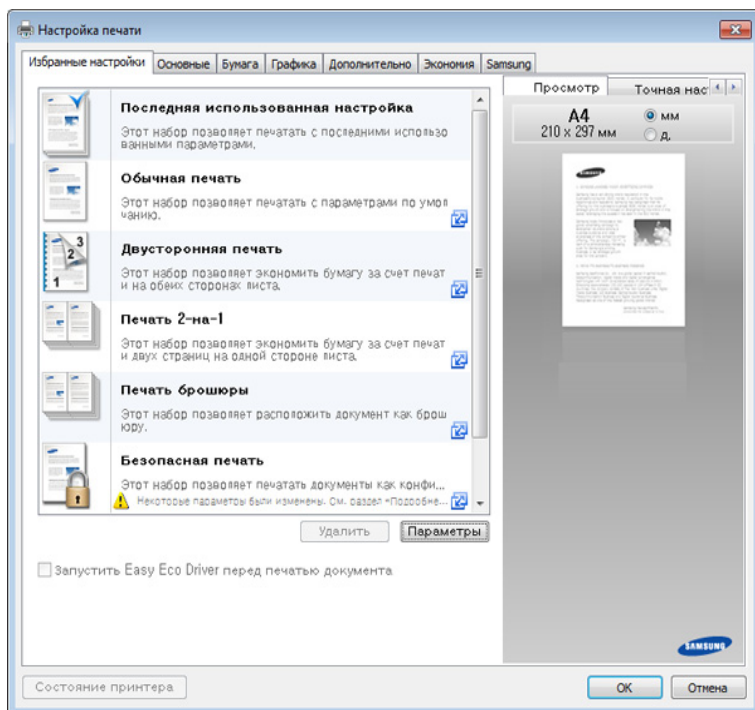 Настройка печати
Избранные настройки Основные Бумага Графика Дополнительно Экономия Samsung
Последняя использованная настройка
Этот набор позволяет печатать с последними использо
ванными параметрами.
Обычная печать
Этот набор позволяет печатать с параметрами по умол
чанию.
Двусторонняя печать
Этот набор позволяет экономить бумагу за счет печат
и на обеих сторонах листа.
Печать 2-на-1
Этот набор позволяет экономить бумагу за счет печат
и двух страниц на одной стороне листа.
Печать брошюры
Этот набор позволяет расположить документ как брош
юру.
Безопасная печать
Этот набор позволяет печатать документы как конфи...
Некоторые параметры были изменены. См. раздел «Подробне...
Удалить Параметры
Запустить Easy Eco Driver перед печатью документа
Просмотр Точная нас
A4
210 x 297 мм
мм
д.
SAMSUNG
SAMSUNG
Состояние принтера OK Отмена